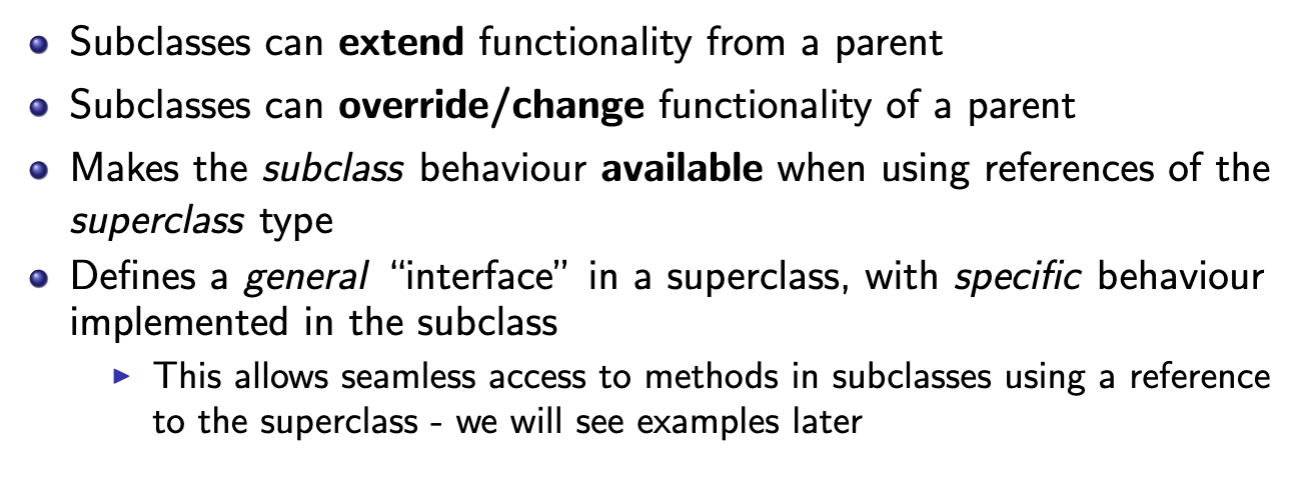 Subclasses can extend functionality from a parent
Subclasses can override/change functionality of a parent
Makes the subclass behaviour available when using references of the
superclass type
Defines a general “interface” in a superclass, with specific behaviour
implemented in the subclass
This allows seamless access to methods in subclasses using a reference
to the superclass - we will see examples later